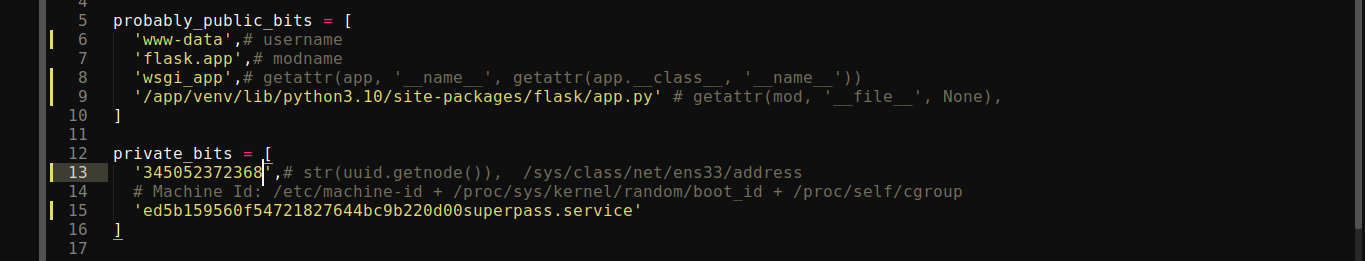 4
5 probably_public_bits = [
6 'www-data',# username
7 'flask.app',# modname
8 'wsgi_app',# getattr(app, '__name__', getattr(app.__class__, '__name__'))
9 '/app/venv/lib/python3.10/site-packages/flask/app.py' # getattr(mod, '__file__', None),
10 ]
11
12 private_bits = [
13 '345052372368',# str(uuid.getnode()),  /sys/class/net/ens33/address
14 # Machine Id: /etc/machine-id + /proc/sys/kernel/random/boot_id + /proc/self/cgroup
15 'ed5b159560f54721827644bc9b220d00superpass.service'
16 ]
17